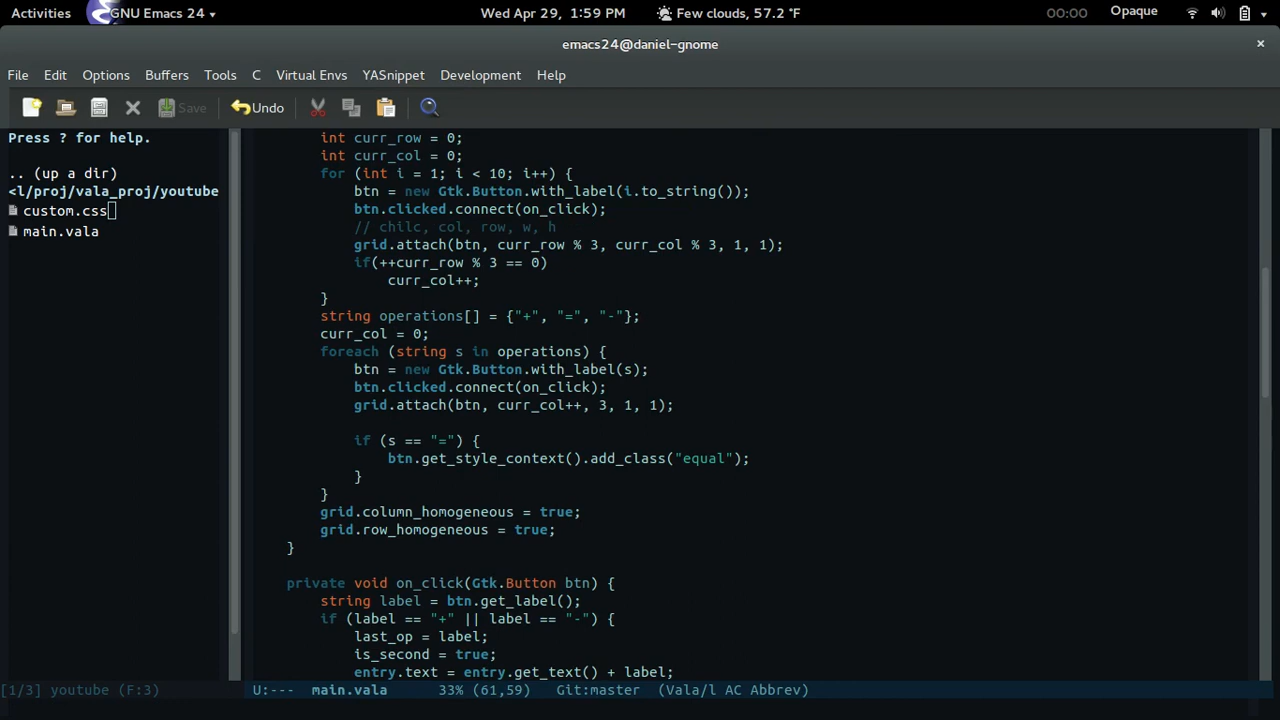 Activities GNU Emacs 24 Wed Apr 29, 1:59 PM Few clouds, 57.2 °F 00:00 Opaque
emacs24@daniel-gnome
File Edit Options Buffers Tools C Virtual Envs YASnippet Development Help
Save Undo
Press ? for help.
.. (up a dir)
<l/proj/vala_proj/youtube
custom.css
main.vala
int curr_row = 0;
int curr_col = 0;
for (int i = 1; i < 10; i++) {
btn = new Gtk.Button.with_label(i.to_string());
btn.clicked.connect(on_click);
// chilc, col, row, w, h
grid.attach(btn, curr_row % 3, curr_col % 3, 1, 1);
if(++curr_row % 3 == 0)
curr_col++;
}
string operations[] = {"+", "=", "-"};
curr_col = 0;
foreach (string s in operations) {
btn = new Gtk.Button.with_label(s);
btn.clicked.connect(on_click);
grid.attach(btn, curr_col++, 3, 1, 1);
if (s == "=") {
btn.get_style_context().add_class("equal");
}
}
grid.column_homogeneous = true;
grid.row_homogeneous = true;
}
private void on_click(Gtk.Button btn) {
string label = btn.get_label();
if (label == "+" || label == "-") {
last_op = label;
is_second = true;
entry.text = entry.get_text() + label;
[1/3] youtube (F:3)
U:--- main.vala 33% (61,59) Git:master (Vala/l AC Abbrev)